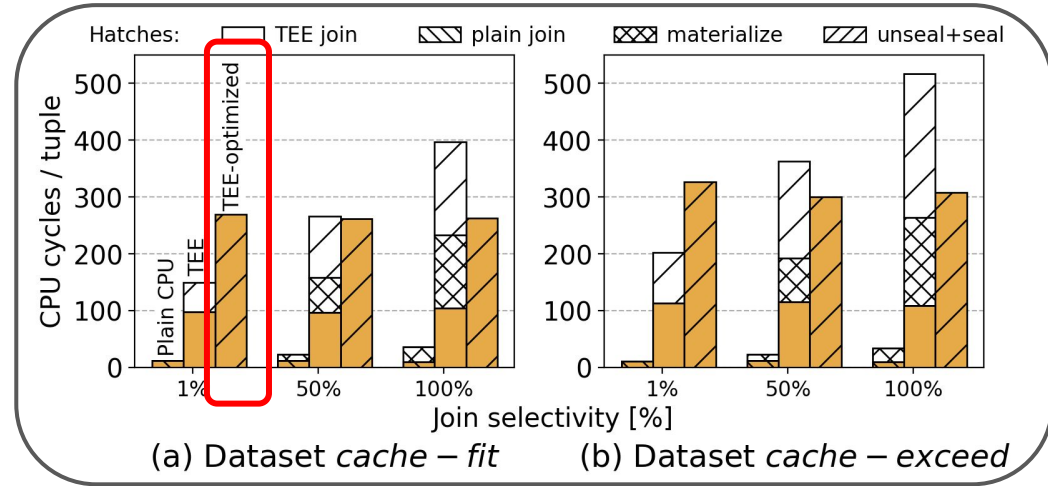 Hatches: TEE join plain join materialize unseal+seal
CPU cycles / tuple
500
400
300
200
100
0
Plain CPU
TEE
TEE-optimized
1% 50% 100%
500
400
300
200
100
0
1% 50% 100%
Join selectivity [%]
(a) Dataset cache − fit (b) Dataset cache − exceed